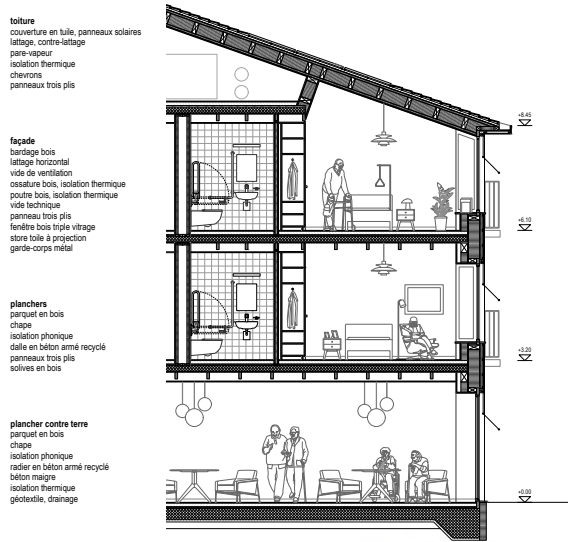 toiture
couverture en tuile, panneaux solaires
lattage, contre-lattage
pare-vapeur
isolation thermique
chevrons
panneaux trois plis
façade
bardage bois
lattage horizontal
vide de ventilation
ossature bois, isolation thermique
poutre bois, isolation thermique
vide technique
panneau trois plis
fenêtre bois triple vitrage
store toile à projection
garde-corps métal
planchers
parquet en bois
chape
isolation phonique
dalle en béton armé recyclé
panneaux trois plis
solives en bois
plancher contre terre
parquet en bois
chape
isolation phonique
radier en béton armé recyclé
béton maigre
isolation thermique
géotextile, drainage
+8.45
+6.10
+3.20
+0.00